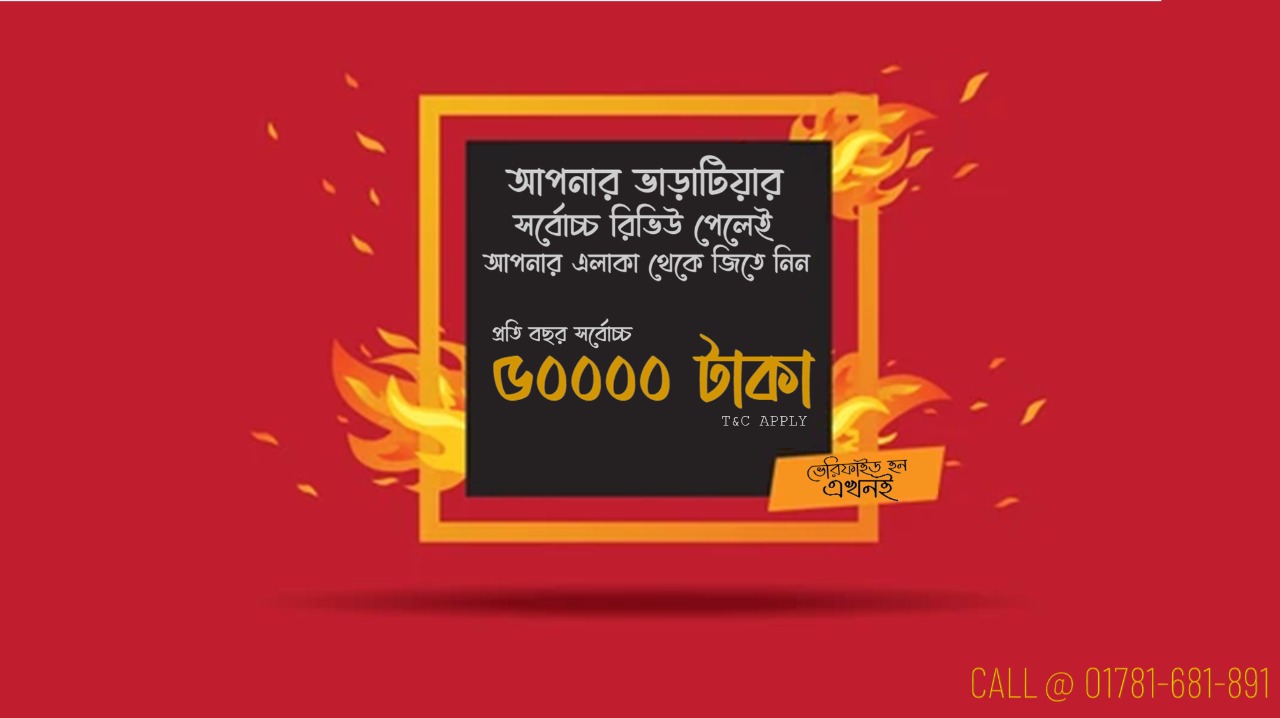 আপনার ভাড়াটিয়ার
সর্বোচ্চ রিভিউ পেলেই
আপনার এলাকা থেকে জিতে নিন
প্রতি বছর সর্বোচ্চ
৬০০০০ টাকা
T&C APPLY
ভেরিফাইড হন
এখনই
CALL @ 01781-681-891